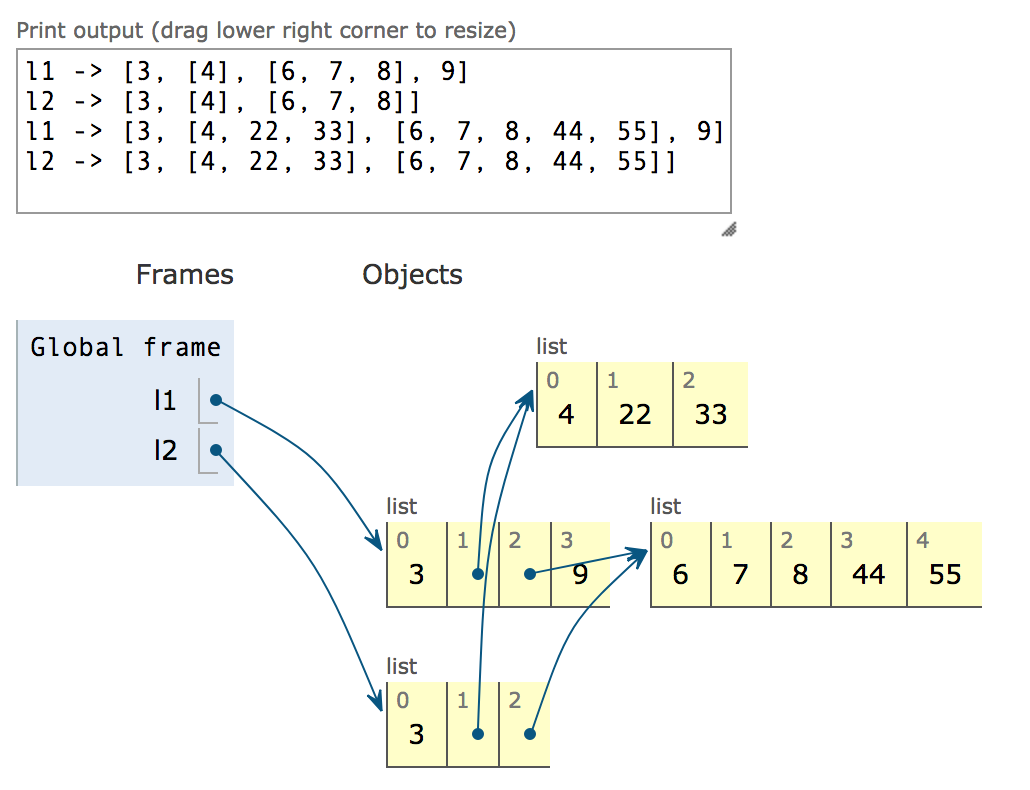 Print output (drag lower right corner to resize)
l1 -> [3, [4], [6, 7, 8], 9]
l2 -> [3, [4], [6, 7, 8]]
l1 -> [3, [4, 22, 33], [6, 7, 8, 44, 55], 9]
l2 -> [3, [4, 22, 33], [6, 7, 8, 44, 55]]
Frames Objects
Global frame
l1
l2
list
0 1 2
4 22 33
list
0 1 2 3
3 9
list
0 1 2 3 4
6 7 8 44 55
list
0 1 2
3